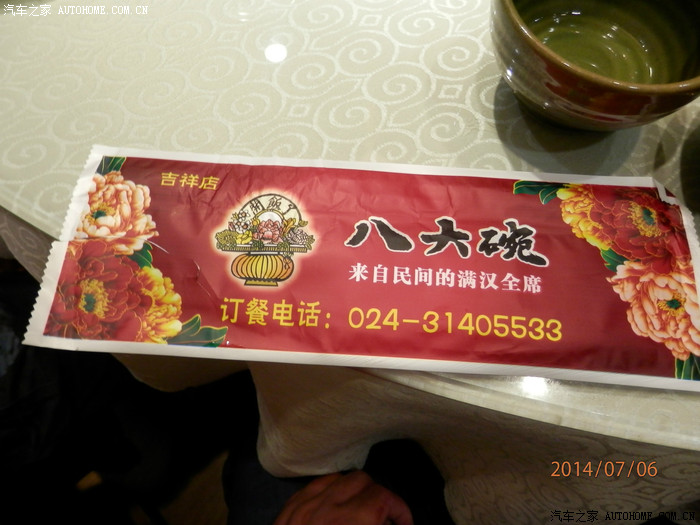 汽车之家 AUTOHOME.COM.CN
吉祥店
八大碗
来自民间的满汉全席
订餐电话：024-31405533
2014/07/06
汽车之家 AUTOHOME.COM.CN